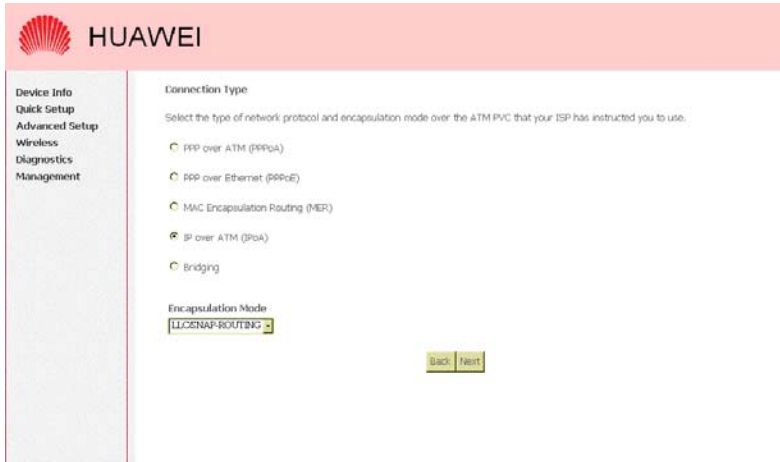 HUAWEI
Device Info
Quick Setup
Advanced Setup
Wireless
Diagnostics
Management
Connection Type
Select the type of network protocol and encapsulation mode over the ATM PVC that your ISP has instructed you to use.
PPP over ATM (PPPoA)
PPP over Ethernet (PPPoE)
MAC Encapsulation Routing (MER)
IP over ATM (IPoA)
Bridging
Encapsulation Mode
LLC/SNAP-ROUTING
Back Next